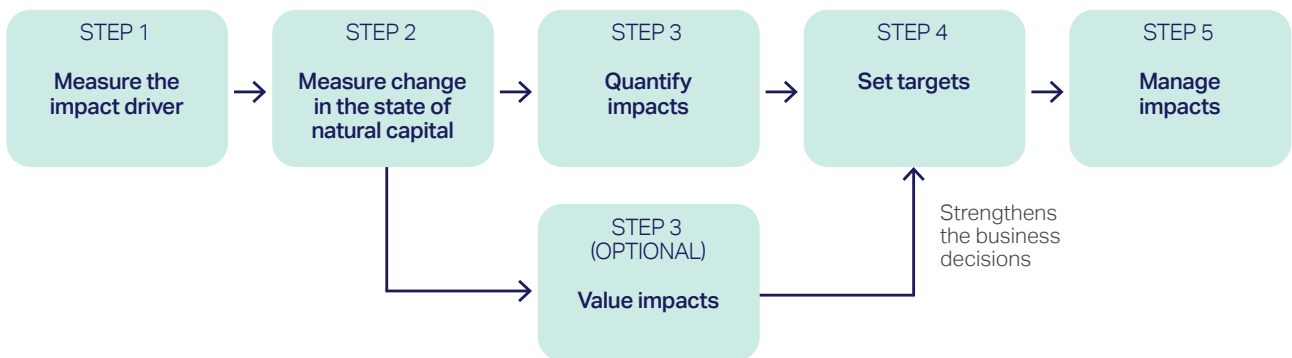 STEP 1
Measure the
impact driver
STEP 2
Measure change
in the state of
natural capital
STEP 3
Quantify
impacts
STEP 4
Set targets
STEP 5
Manage
impacts
STEP 3
(OPTIONAL)
Value impacts
Strengthens
the business
decisions